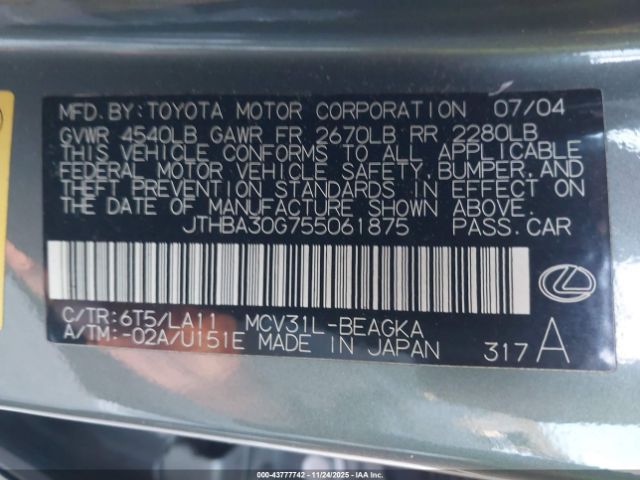 MFD. BY: TOYOTA MOTOR CORPORATION 07/04
GVWR 4540LB GAWR FR 2670LB RR 2280LB
THIS VEHICLE CONFORMS TO ALL APPLICABLE
FEDERAL MOTOR VEHICLE SAFETY, BUMPER, AND
THEFT PREVENTION STANDARDS IN EFFECT ON
THE DATE OF MANUFACTURE SHOWN ABOVE.
JTHBA30G755061875 PASS. CAR
C/TR: 6T5/LA11 MCV31L-BEAGKA
A/TM: -02A/U151E MADE IN JAPAN 317 A
000-43777742 - 11/24/2025 - IAAI.COM